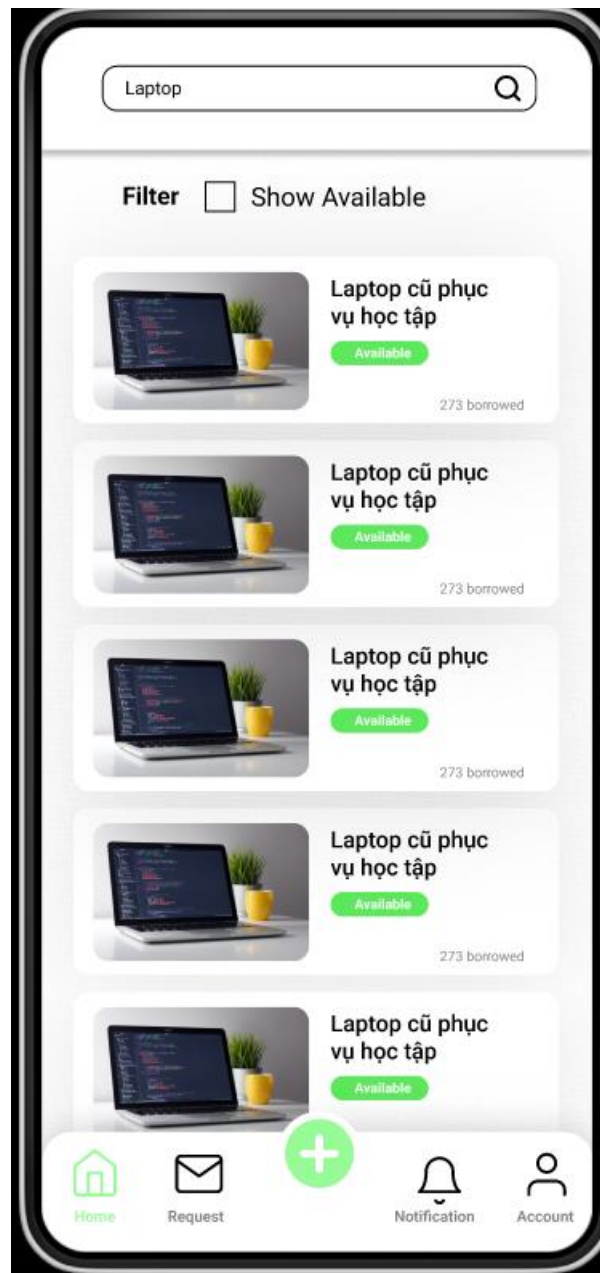 Laptop
Filter Show Available
Laptop cũ phục
vụ học tập
Available
273 borrowed
Laptop cũ phục
vụ học tập
Available
273 borrowed
Laptop cũ phục
vụ học tập
Available
273 borrowed
Laptop cũ phục
vụ học tập
Available
273 borrowed
Laptop cũ phục
vụ học tập
Available
Home
Request
Notification
Account